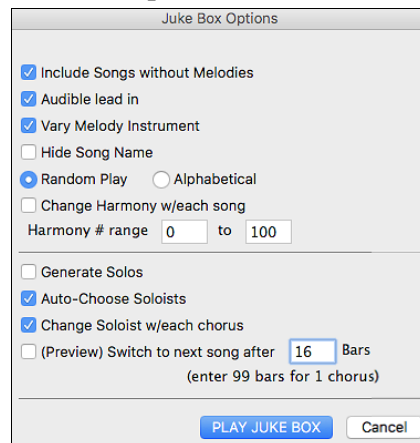 Juke Box Options
Include Songs without Melodies
Audible lead in
Vary Melody Instrument
Hide Song Name
Random Play Alphabetical
Change Harmony w/each song
Harmony # range 0 to 100
Generate Solos
Auto-Choose Soloists
Change Soloist w/each chorus
(Preview) Switch to next song after 16 Bars
(enter 99 bars for 1 chorus)
PLAY JUKE BOX Cancel